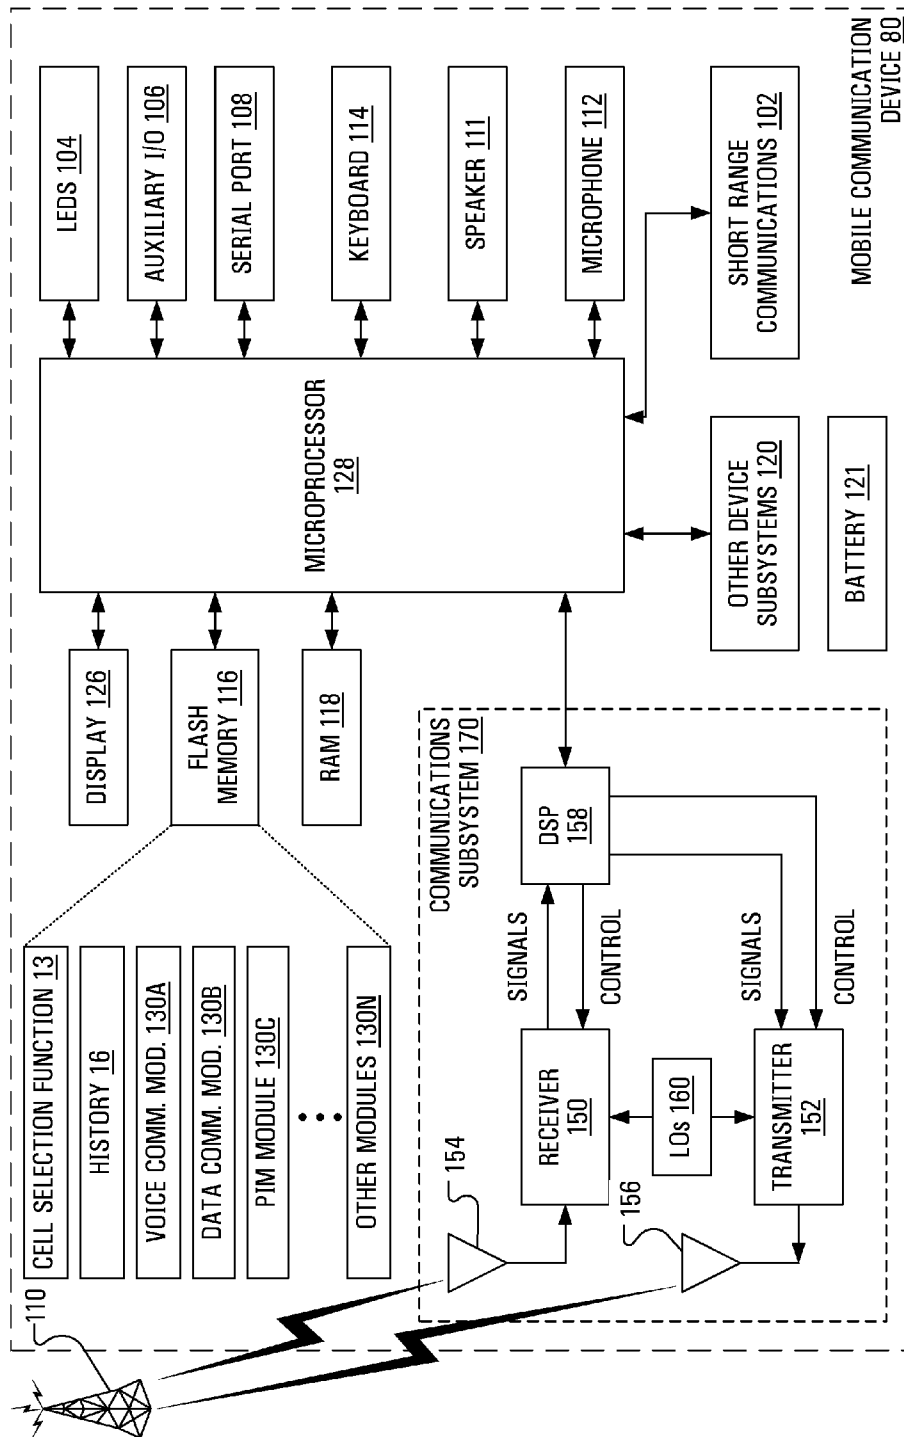 MOBILE COMMUNICATION
DEVICE 80
LEDS 104
AUXILIARY I/O 106
SERIAL PORT 108
KEYBOARD 114
SPEAKER 111
MICROPHONE 112
SHORT RANGE
COMMUNICATIONS 102
MICROPROCESSOR
128
OTHER DEVICE
SUBSYSTEMS 120
BATTERY 121
DISPLAY 126
FLASH
MEMORY 116
RAM 118
COMMUNICATIONS
SUBSYSTEM 170
DSP
158
SIGNALS
CONTROL
SIGNALS
CONTROL
CELL SELECTION FUNCTION 13
HISTORY 16
VOICE COMM. MOD. 130A
DATA COMM. MOD. 130B
PIM MODULE 130C
OTHER MODULES 130N
RECEIVER
150
LOs 160
TRANSMITTER
152
154
156
110